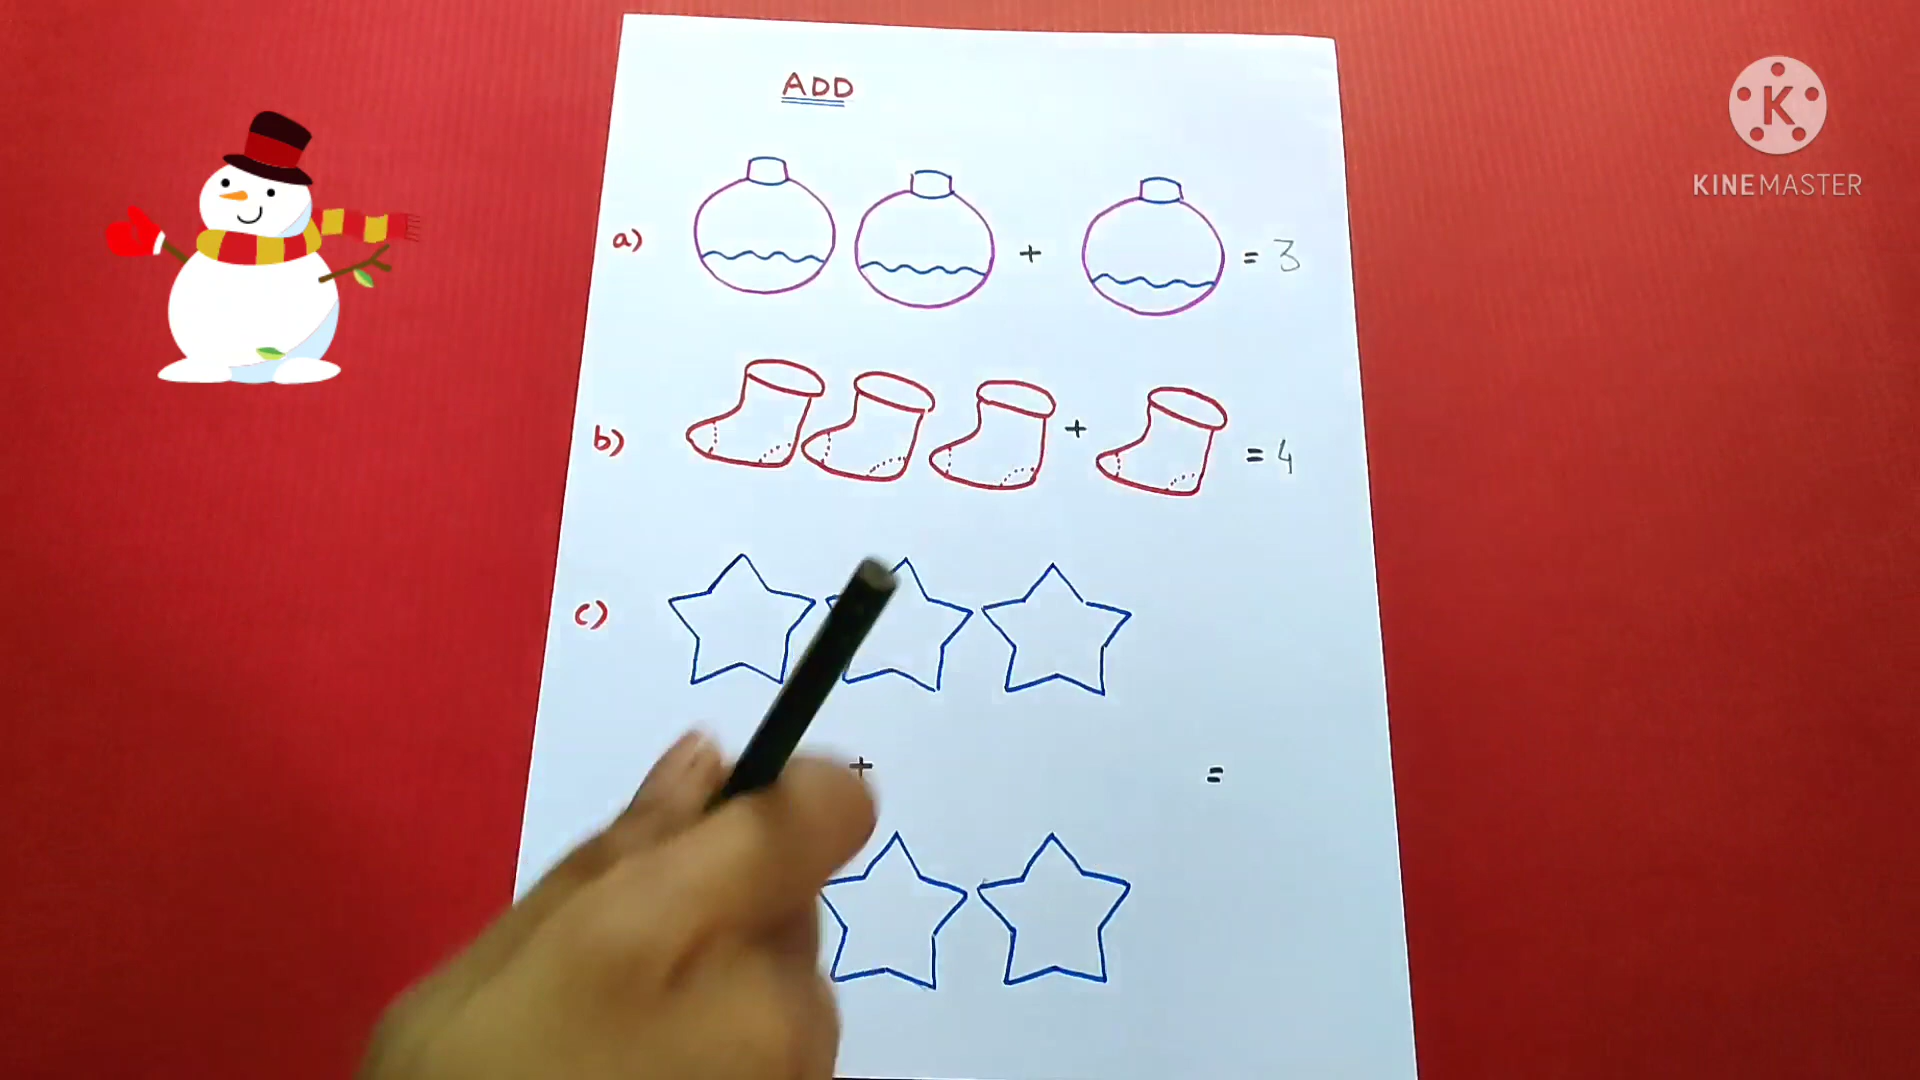 ADD
a) + = 3
b) + = 4
c)
+ =
K
KINEMASTER